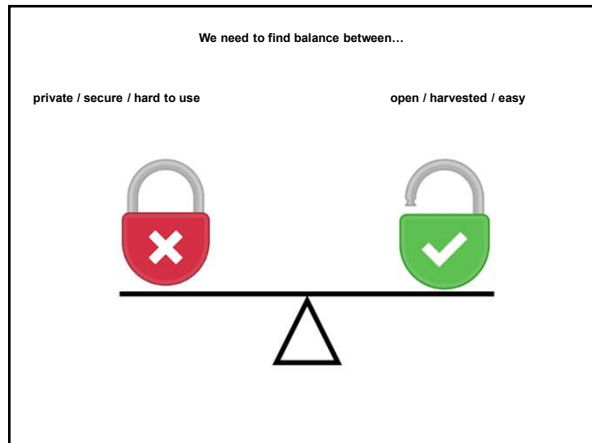 We need to find balance between…
private / secure / hard to use
open / harvested / easy